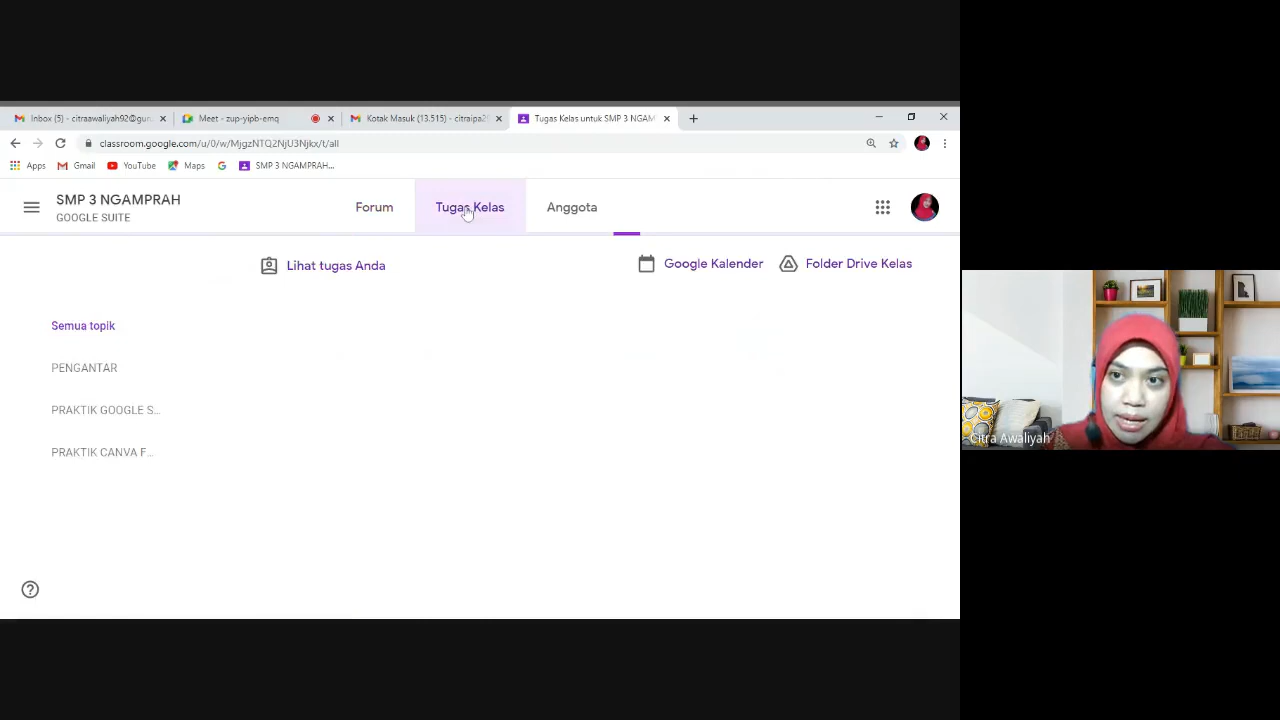 Inbox (5) - citraawaliyah92@gur
Meet - zup-yipb-emq
Kotak Masuk (13.515) - citraipa2
Tugas Kelas untuk SMP 3 NGAM
classroom.google.com/u/0/w/MjgzNTQ2NjU3Njkx/t/all
Apps
Gmail
YouTube
Maps
SMP 3 NGAMPRAH...
SMP 3 NGAMPRAH
GOOGLE SUITE
Forum
Tugas Kelas
Anggota
Lihat tugas Anda
Google Kalender
Folder Drive Kelas
Semua topik
PENGANTAR
PRAKTIK GOOGLE S...
PRAKTIK CANVA F...
Citra Awaliyah